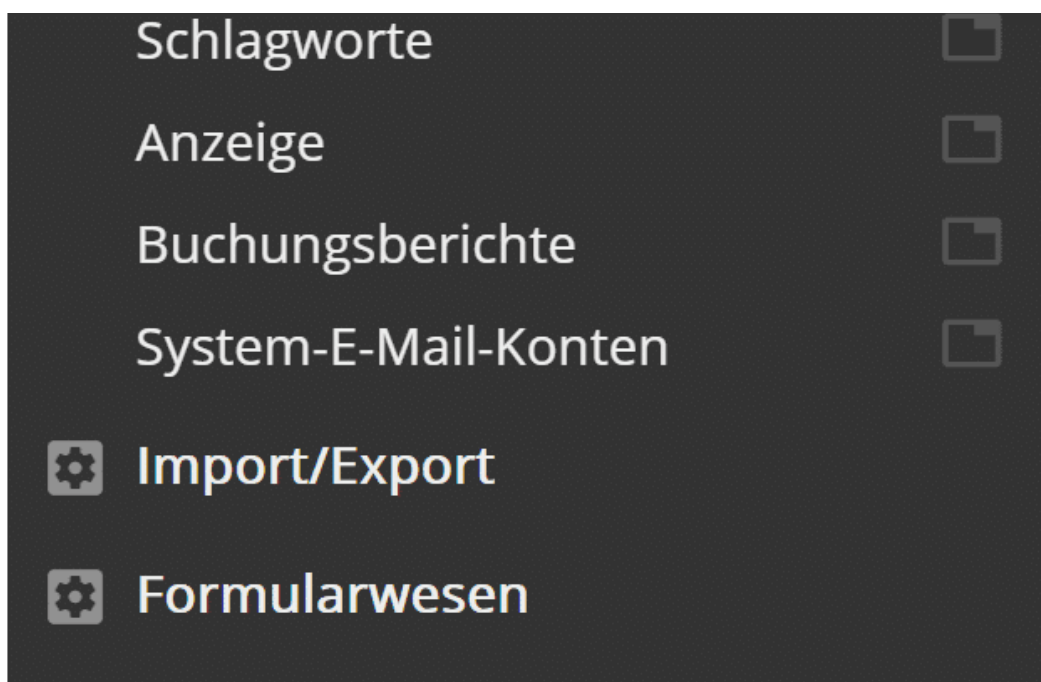 Schlagworte
Anzeige
Buchungsberichte
System-E-Mail-Konten
Import/Export
Formularwesen